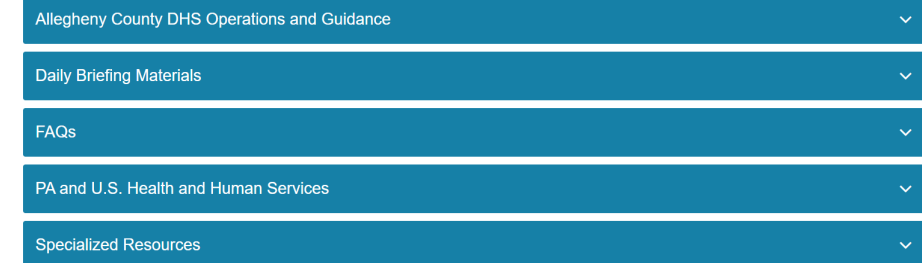 Allegheny County DHS Operations and Guidance
Daily Briefing Materials
FAQs
PA and U.S. Health and Human Services
Specialized Resources